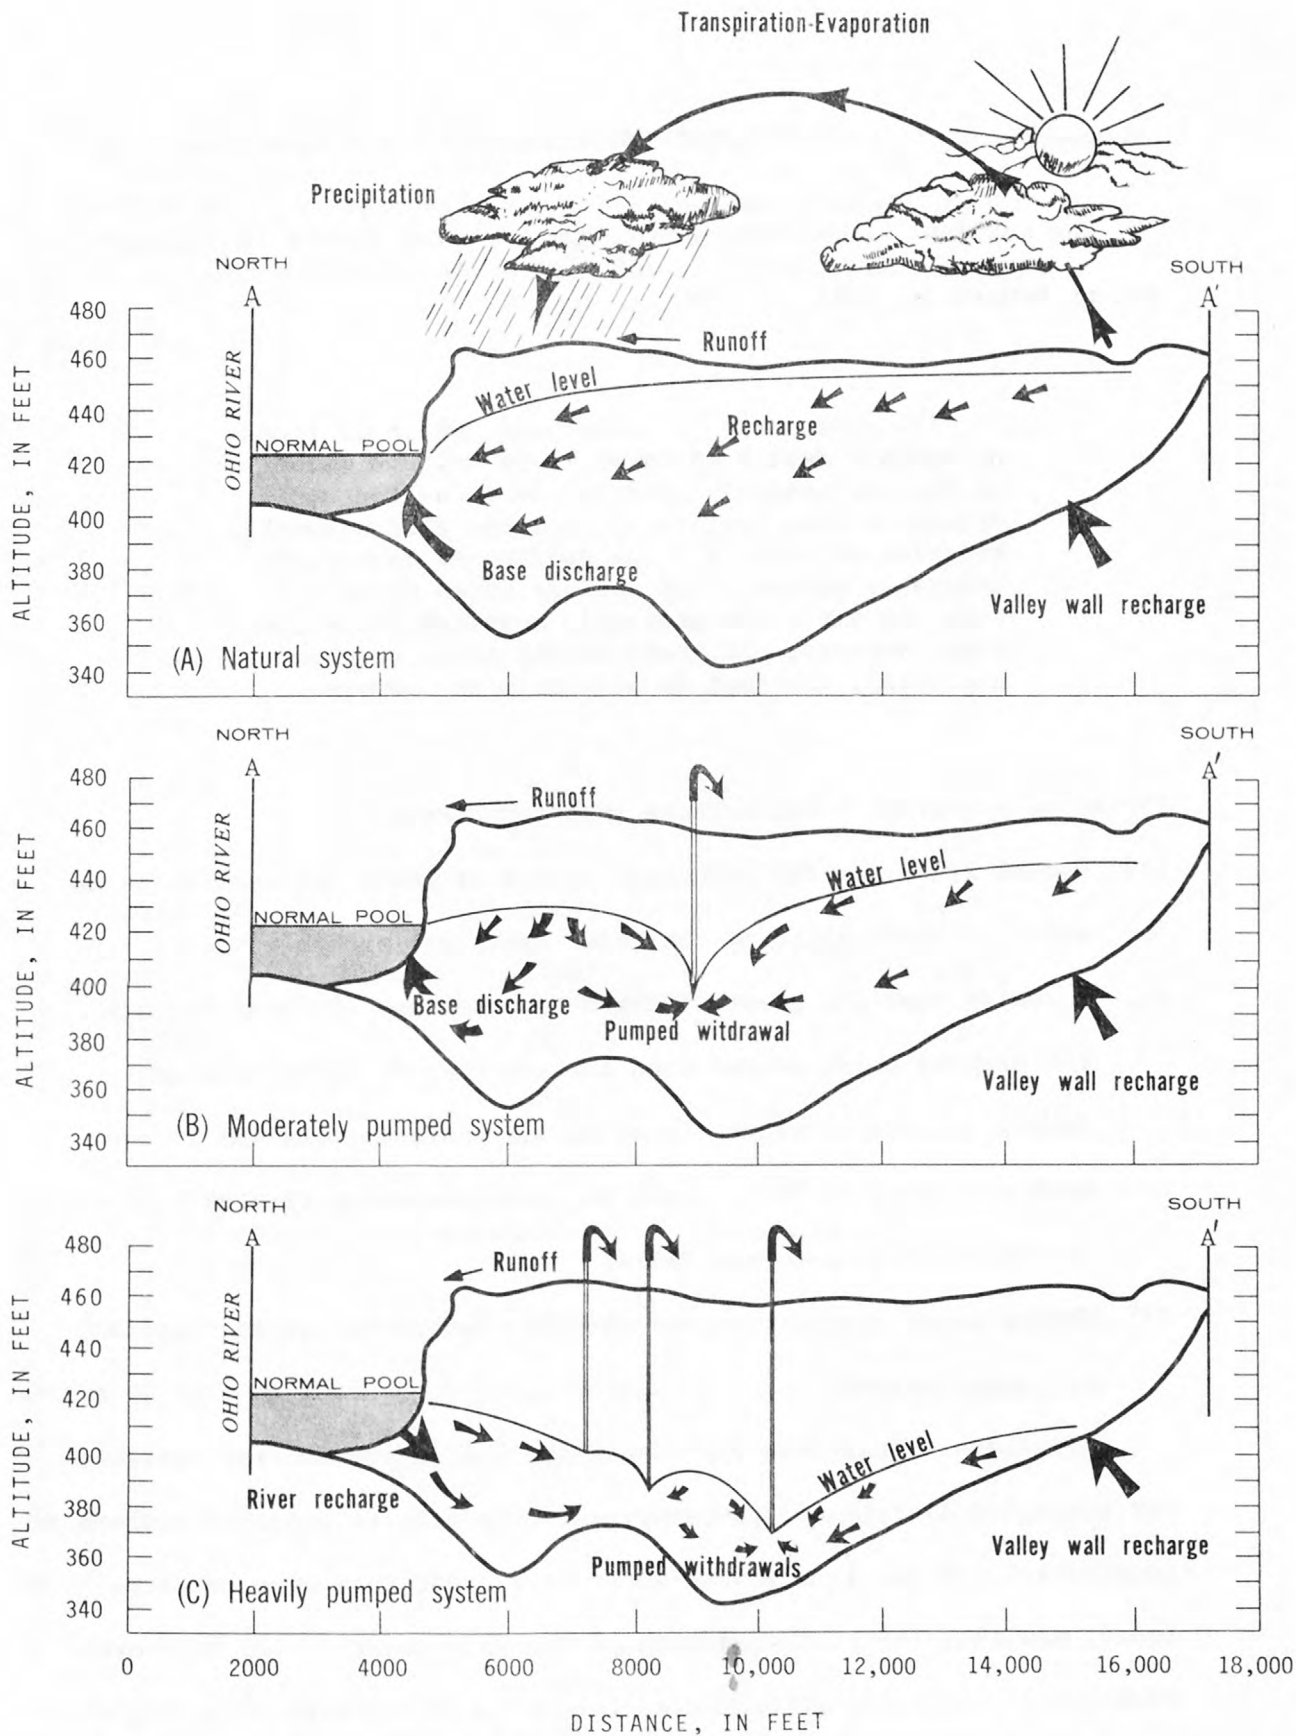 Transpiration-Evaporation
Precipitation
NORTH
SOUTH
A
A'
480
460
440
420
400
380
360
340
ALTITUDE, IN FEET
OHIO RIVER
Runoff
Water level
NORMAL POOL
Recharge
Base discharge
Valley wall recharge
(A) Natural system
NORTH
SOUTH
A
A'
480
460
440
420
400
380
360
340
ALTITUDE, IN FEET
OHIO RIVER
Runoff
Water level
NORMAL POOL
Base discharge
Pumped witdrawal
Valley wall recharge
(B) Moderately pumped system
NORTH
SOUTH
A
A'
480
460
440
420
400
380
360
340
ALTITUDE, IN FEET
OHIO RIVER
Runoff
NORMAL POOL
Water level
River recharge
Valley wall recharge
Pumped withdrawals
(C) Heavily pumped system
0 2000 4000 6000 8000 10,000 12,000 14,000 16,000 18,000
DISTANCE, IN FEET